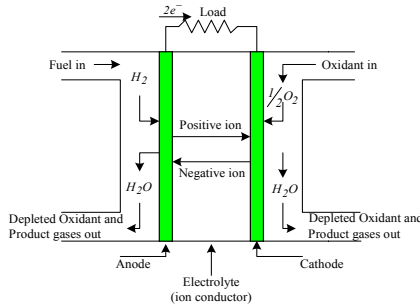 2e⁻
Load
Fuel in
Oxidant in
H₂
1/2O₂
Positive ion
Negative ion
H₂O
H₂O
Depleted Oxidant and
Product gases out
Depleted Oxidant and
Product gases out
Anode
Cathode
Electrolyte
(ion conductor)